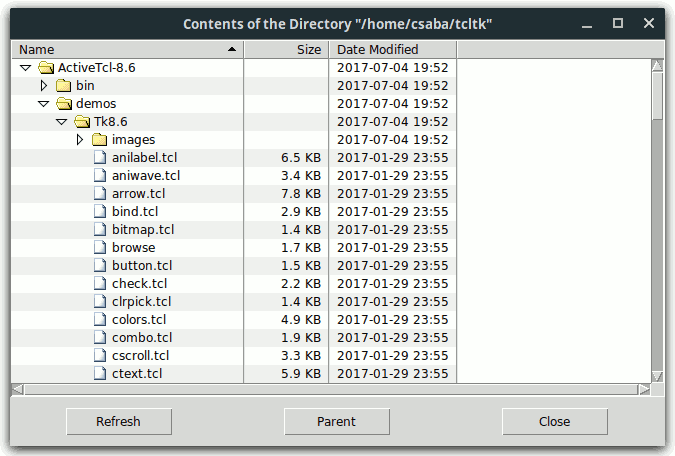 Contents of the Directory "/home/csaba/tcltk"
Name Size Date Modified
ActiveTcl-8.6 2017-07-04 19:52
bin 2017-07-04 19:52
demos 2017-07-04 19:52
Tk8.6 2017-07-04 19:52
images 2017-07-04 19:52
anilabel.tcl 6.5 KB 2017-01-29 23:55
aniwave.tcl 3.4 KB 2017-01-29 23:55
arrow.tcl 7.8 KB 2017-01-29 23:55
bind.tcl 2.9 KB 2017-01-29 23:55
bitmap.tcl 1.4 KB 2017-01-29 23:55
browse 1.7 KB 2017-01-29 23:55
button.tcl 1.5 KB 2017-01-29 23:55
check.tcl 2.2 KB 2017-01-29 23:55
clrpick.tcl 1.4 KB 2017-01-29 23:55
colors.tcl 4.9 KB 2017-01-29 23:55
combo.tcl 1.9 KB 2017-01-29 23:55
cscroll.tcl 3.3 KB 2017-01-29 23:55
ctext.tcl 5.9 KB 2017-01-29 23:55
Refresh Parent Close